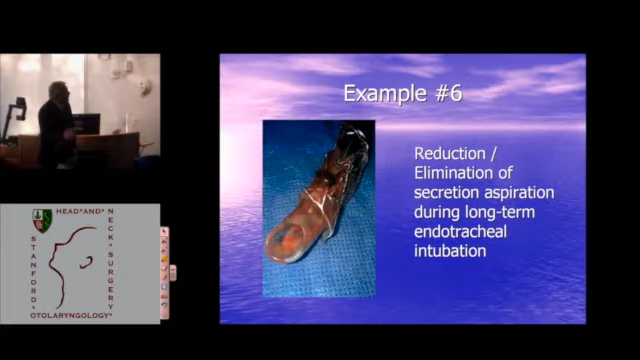 Example #6
Reduction /
Elimination of
secretion aspiration
during long-term
endotracheal
intubation
HEAD*AND*
NECK*SURGERY
STANFORD
OTOLARYNGOLOGY*